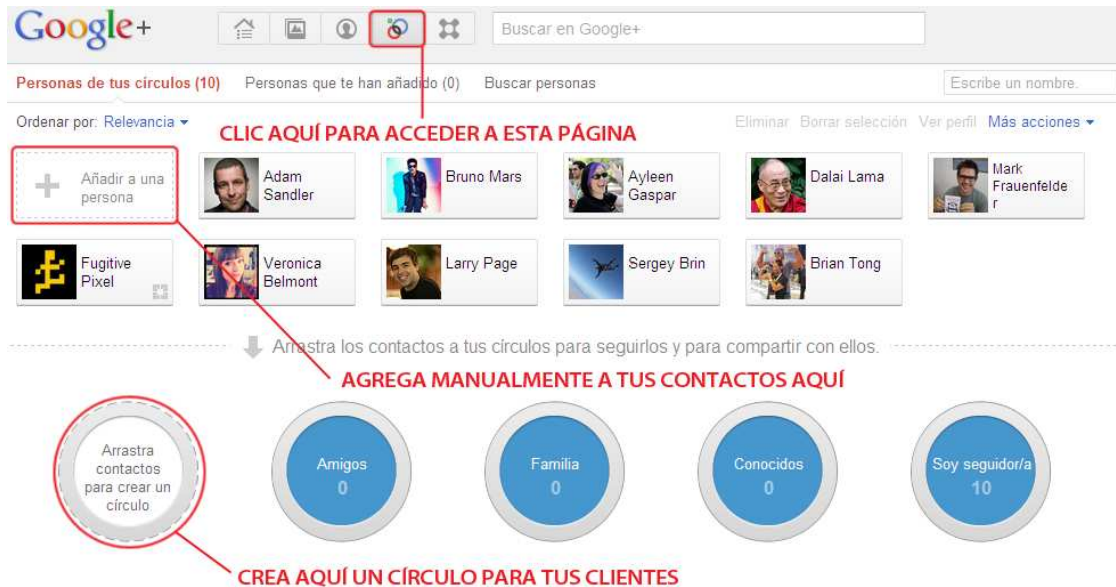 Google+
Buscar en Google+
Personas de tus círculos (10) Personas que te han añadido (0) Buscar personas Escribe un nombre.
Ordenar por: Relevancia
CLIC AQUÍ PARA ACCEDER A ESTA PÁGINA
Eliminar Borrar selección Ver perfil Más acciones
Añadir a una
persona
Adam
Sandler
Bruno Mars
Ayleen
Gaspar
Dalai Lama
Mark
Frauenfelde
r
Fugitive
Pixel
Veronica
Belmont
Larry Page
Sergey Brin
Brian Tong
Arrastra los contactos a tus círculos para seguirlos y para compartir con ellos.
AGREGA MANUALMENTE A TUS CONTACTOS AQUÍ
Arrastra
contactos
para crear un
círculo
Amigos
0
Familia
0
Conocidos
0
Soy seguidor/a
10
CREA AQUÍ UN CÍRCULO PARA TUS CLIENTES